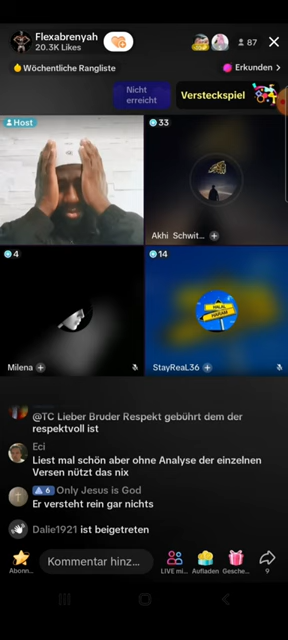 Flexabrenyah
20.3K Likes
87
Wöchentliche Rangliste
Erkunden >
Nicht
erreicht
Versteckspiel
Host
33
Akhi Schwit... +
4
14
HALAL
HARAM
Milena +
StayReaL36 +
@TC Lieber Bruder Respekt gebührt dem der
respektvoll ist
Eci
Liest mal schön aber ohne Analyse der einzelnen
Versen nützt das nix
6 Only Jesus is God
Er versteht rein gar nichts
Dalie1921 ist beigetreten
Kommentar hinz...
Abonn...
LIVE mi...
Aufladen
Gesche...
9